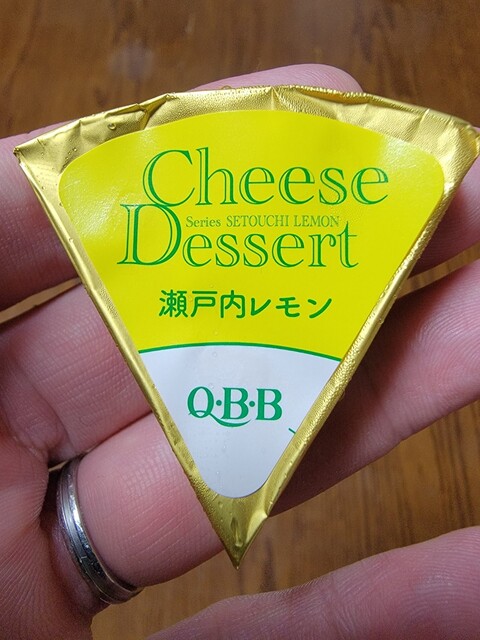 Cheese
Series SETOUCHI LEMON
Dessert
瀬戸内レモン
Q·B·B